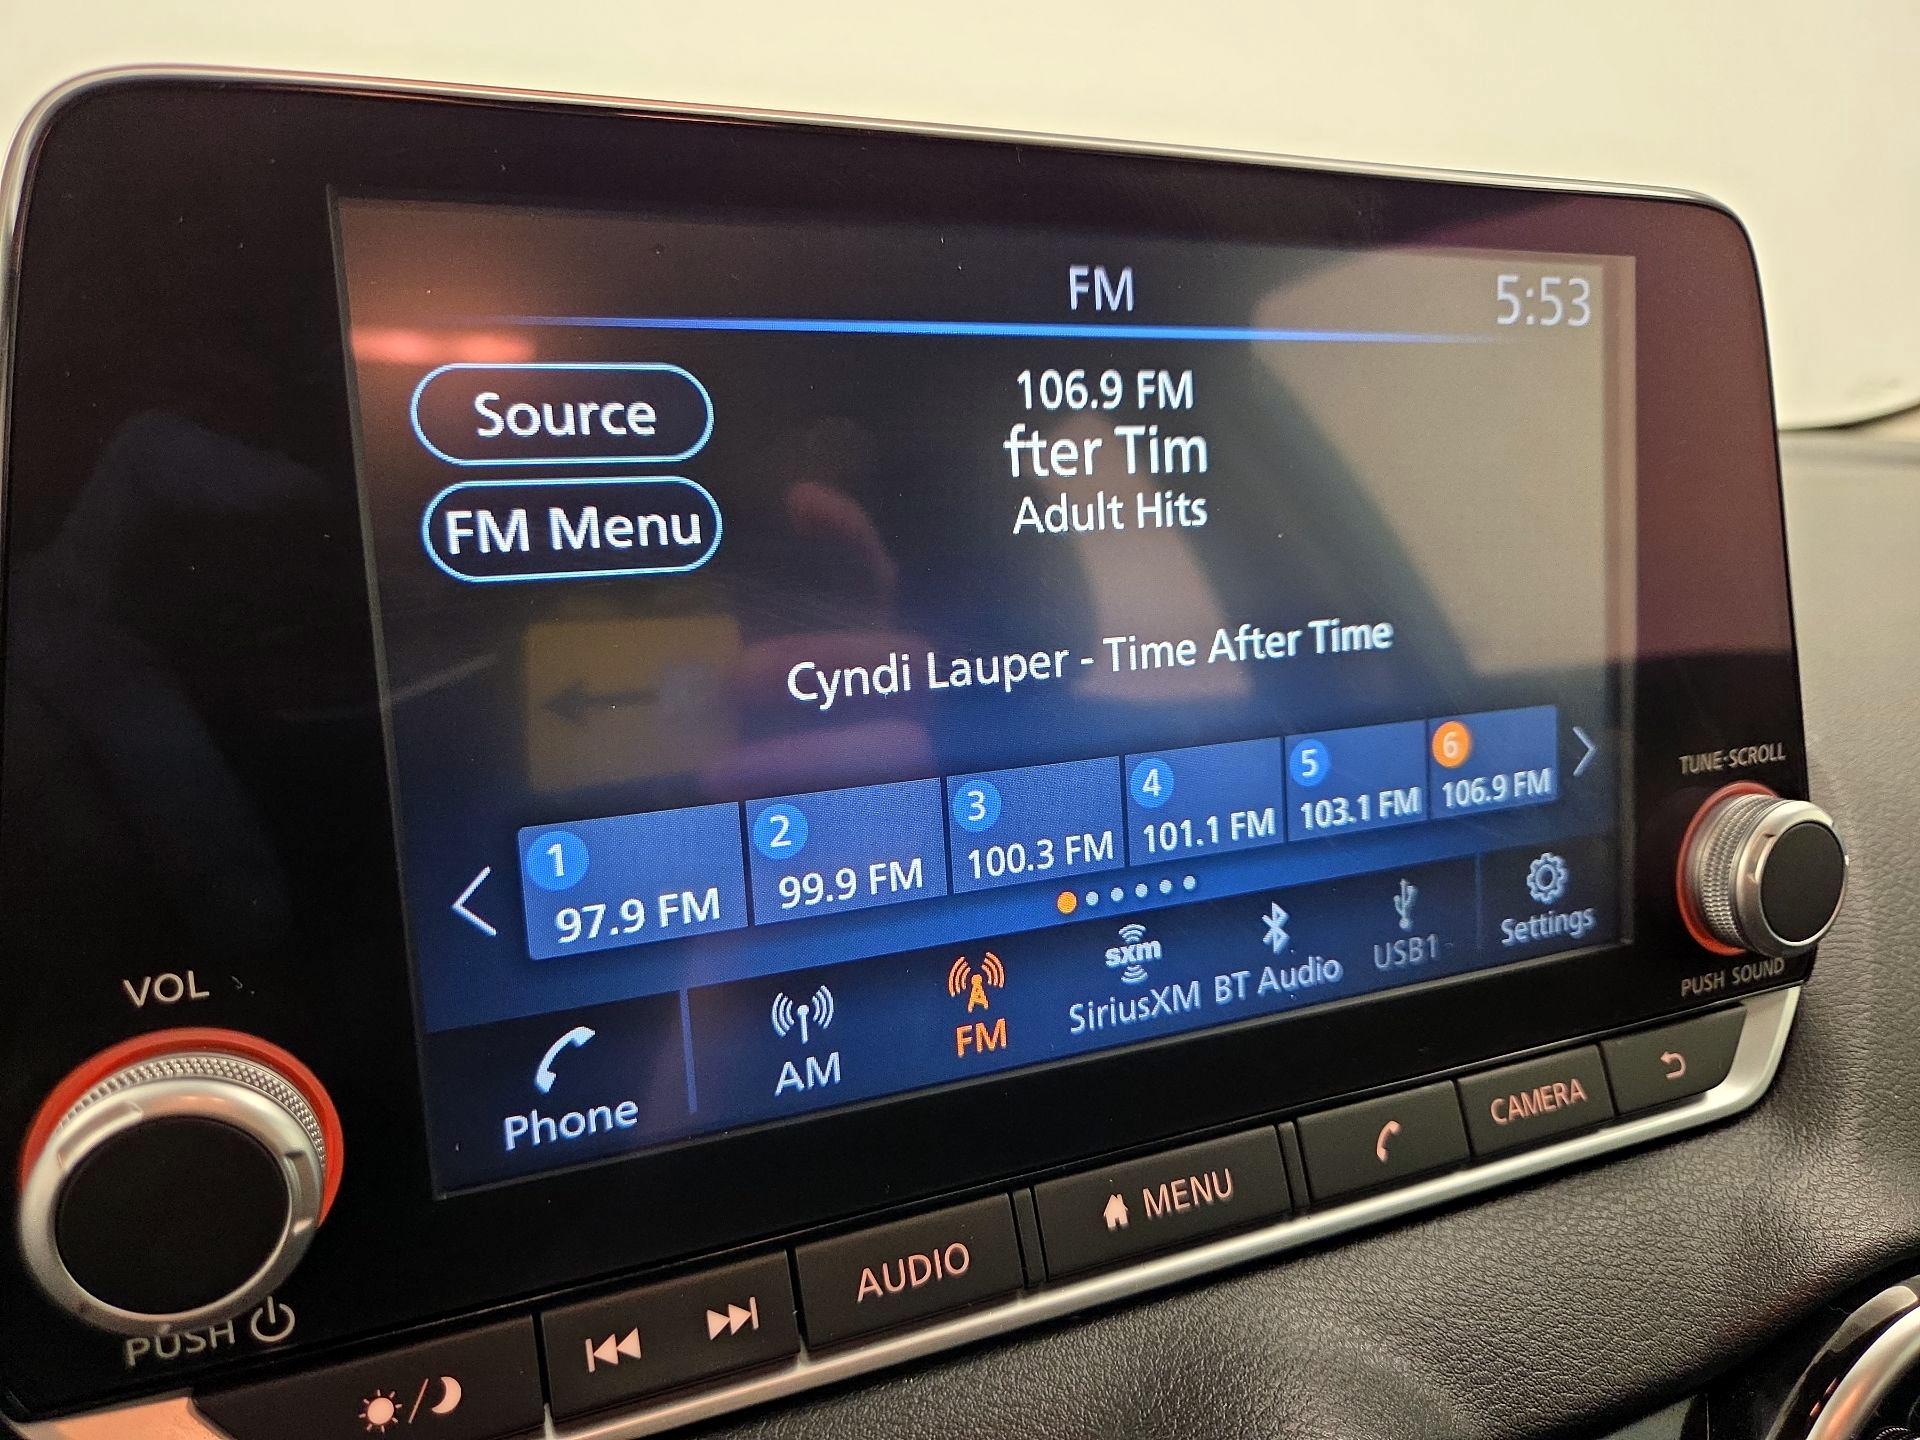 FM
5:53
Source
106.9 FM
fter Tim
FM Menu
Adult Hits
Cyndi Lauper - Time After Time
1
97.9 FM
2
99.9 FM
3
100.3 FM
4
101.1 FM
5
103.1 FM
6
106.9 FM
Phone
AM
FM
sxm
SiriusXM
BT Audio
USB1
Settings
TUNE·SCROLL
PUSH SOUND
VOL
PUSH
AUDIO
MENU
CAMERA